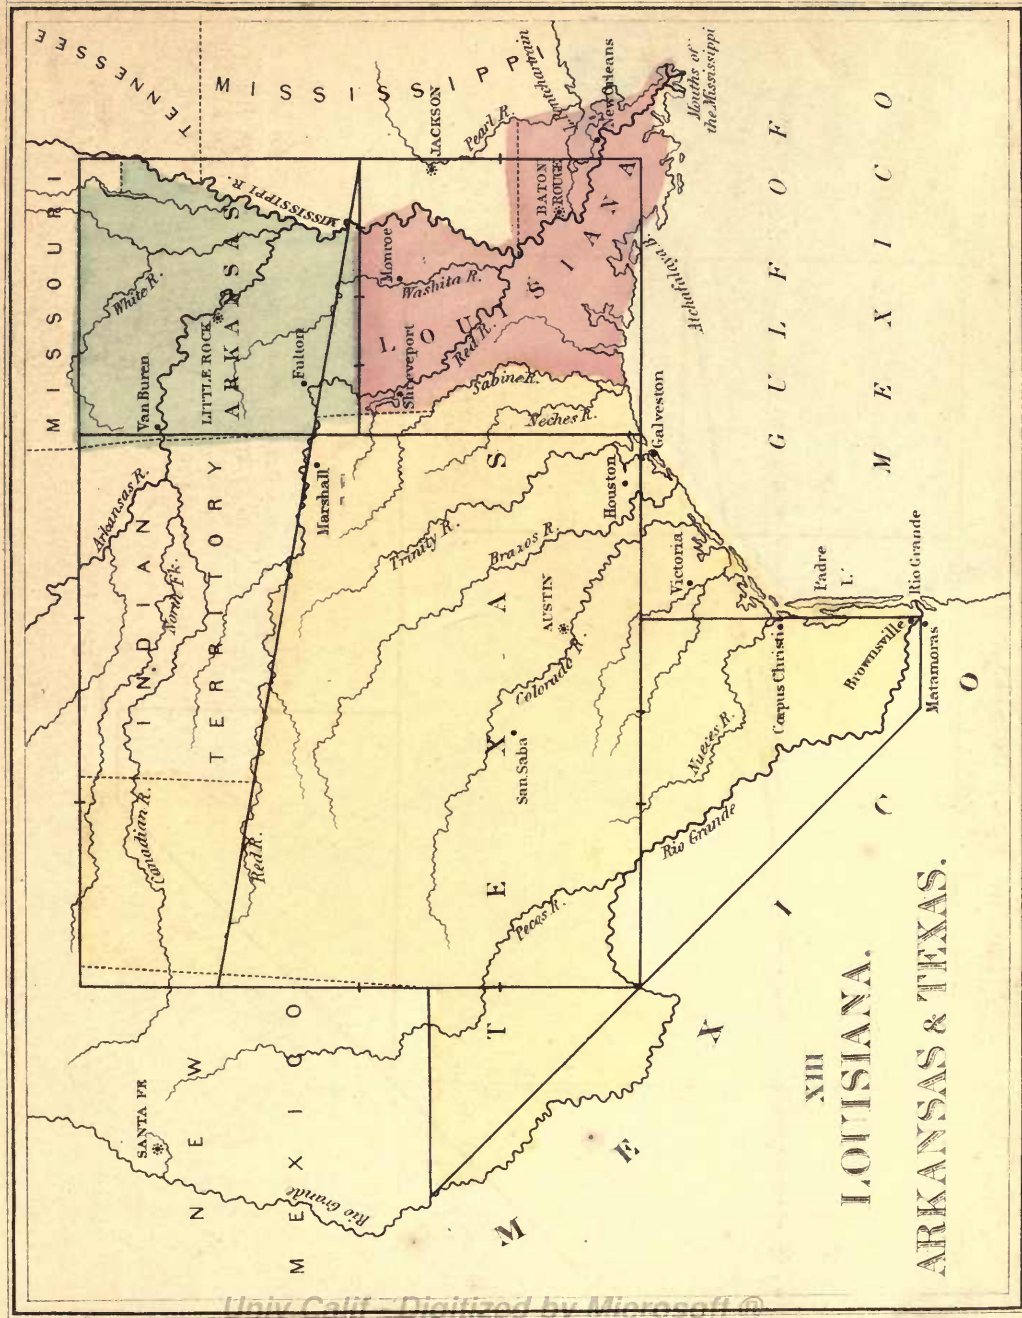 XIII
LOUISIANA.
ARKANSAS & TEXAS.
TENNESSEE
MISSISSIPPI
MISSOURI
INDIAN
TERRITORY
NEW
MEXICO
ARKANSAS
LOUISIANA
TEXAS
MEXICO
GULF OF
MEXICO
SANTA FE
Rio Grande
Canadian R.
Red R.
North Fk.
Arkansas R.
Van Buren
LITTLE ROCK
White R.
Fulton
MISSISSIPPI R.
Marshall
Shreveport
Monroe
Washita R.
Red R.
JACKSON
Pearl R.
Pontchartrain
New Orleans
BATON
ROUGE
Mouths of
the Mississippi
Atchafalaya B.
Sabine R.
Neches R.
Trinity R.
Brazos R.
Houston
Galveston
AUSTIN
Colorado R.
San Saba
Victoria
Pecos R.
Rio Grande
Nueces R.
Corpus Christi
Padre
I.
Brownsville
Rio Grande
Matamoras
Univ Calif - Digitized by Microsoft ®